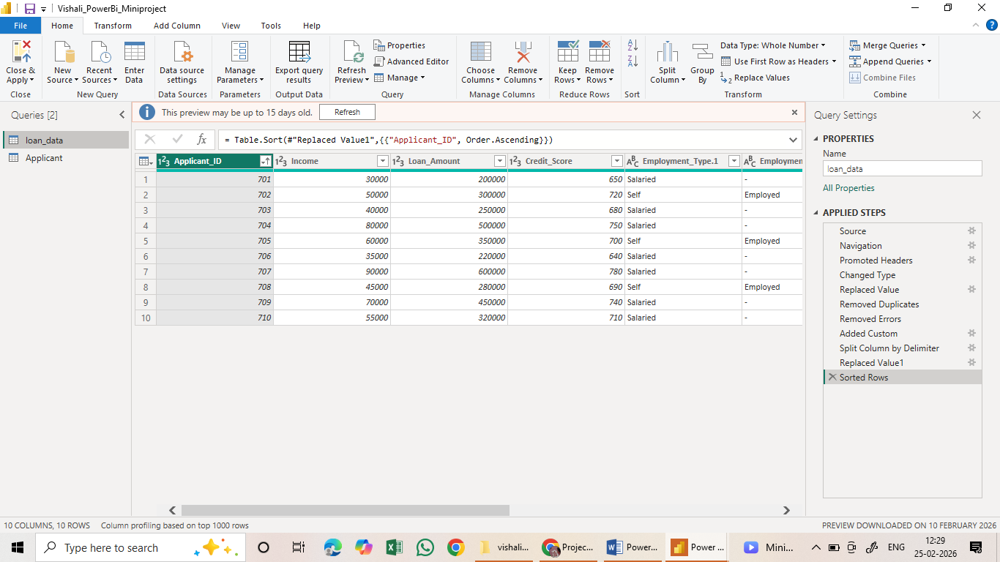 Vishali_PowerBi_Miniproject
File Home Transform Add Column View Tools Help
Close & Apply
New Source
Recent Sources
Enter Data
Data source settings
Manage Parameters
Export query results
Refresh Preview
Properties
Advanced Editor
Manage
Choose Columns
Remove Columns
Keep Rows
Remove Rows
Split Column
Group By
Data Type: Whole Number
Use First Row as Headers
Replace Values
Merge Queries
Append Queries
Combine Files
Close New Query Data Sources Parameters Output Data Query Manage Columns Reduce Rows Sort Transform Combine
Queries [2]
loan_data
Applicant
This preview may be up to 15 days old. Refresh
fx = Table.Sort(#"Replaced Value1",{{"Applicant_ID", Order.Ascending}})
Applicant_ID Income Loan_Amount Credit_Score Employment_Type.1 Employmen
1 701 30000 200000 650 Salaried -
2 702 50000 300000 720 Self Employed
3 703 40000 250000 680 Salaried -
4 704 80000 500000 750 Salaried -
5 705 60000 350000 700 Self Employed
6 706 35000 220000 640 Salaried -
7 707 90000 600000 780 Salaried -
8 708 45000 280000 690 Self Employed
9 709 70000 450000 740 Salaried -
10 710 55000 320000 710 Salaried -
Query Settings
PROPERTIES
Name
loan_data
All Properties
APPLIED STEPS
Source
Navigation
Promoted Headers
Changed Type
Replaced Value
Removed Duplicates
Removed Errors
Added Custom
Split Column by Delimiter
Replaced Value1
Sorted Rows
10 COLUMNS, 10 ROWS Column profiling based on top 1000 rows PREVIEW DOWNLOADED ON 10 FEBRUARY 2026
Type here to search
vishali... Projec... Power... Power ... Mini... ENG
12:29
25-02-2026